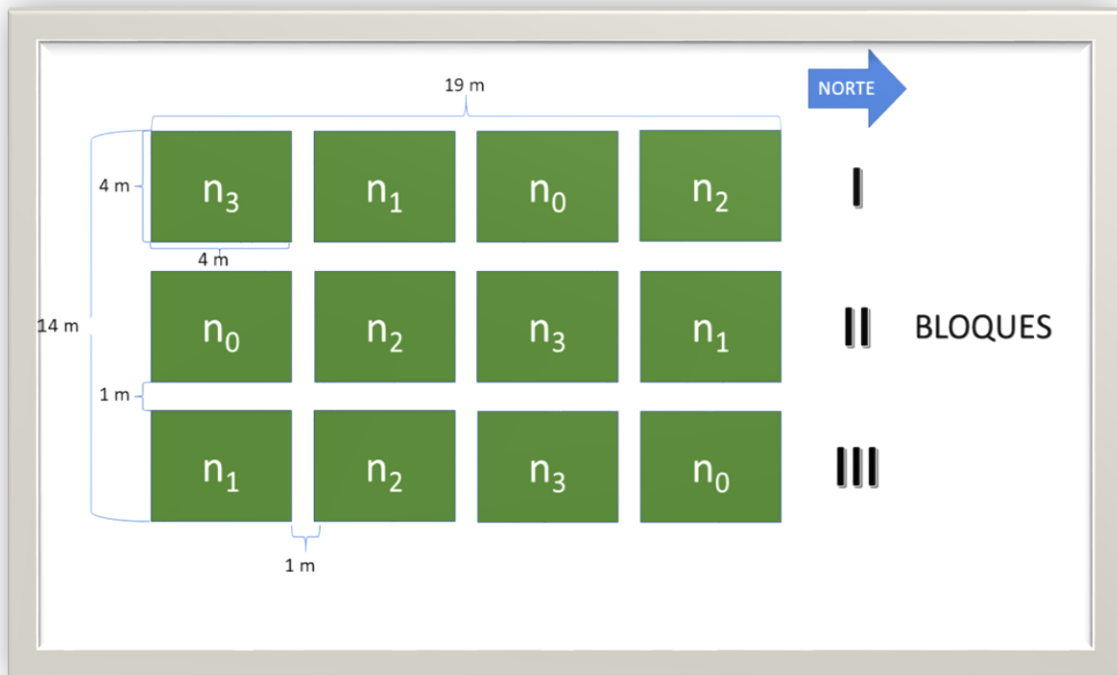 19 m
NORTE
4 m
n₃ n₁ n₀ n₂
I
4 m
14 m
n₀ n₂ n₃ n₁
II BLOQUES
1 m
n₁ n₂ n₃ n₀
III
1 m